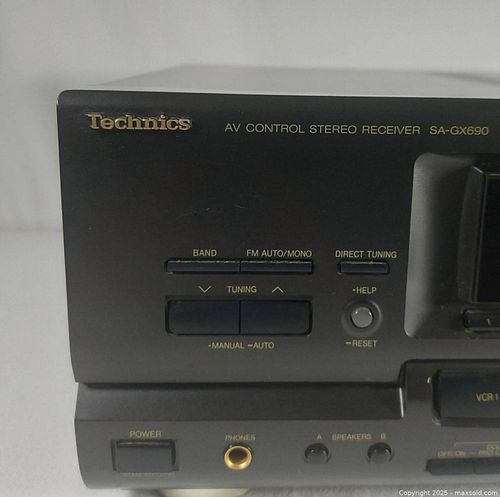 Technics
AV CONTROL STEREO RECEIVER SA-GX690
BAND FM AUTO/MONO DIRECT TUNING
TUNING
-HELP
-MANUAL –AUTO
–RESET
VCR 1
POWER
PHONES
A SPEAKERS B
Copyright 2025 - maxsold.com